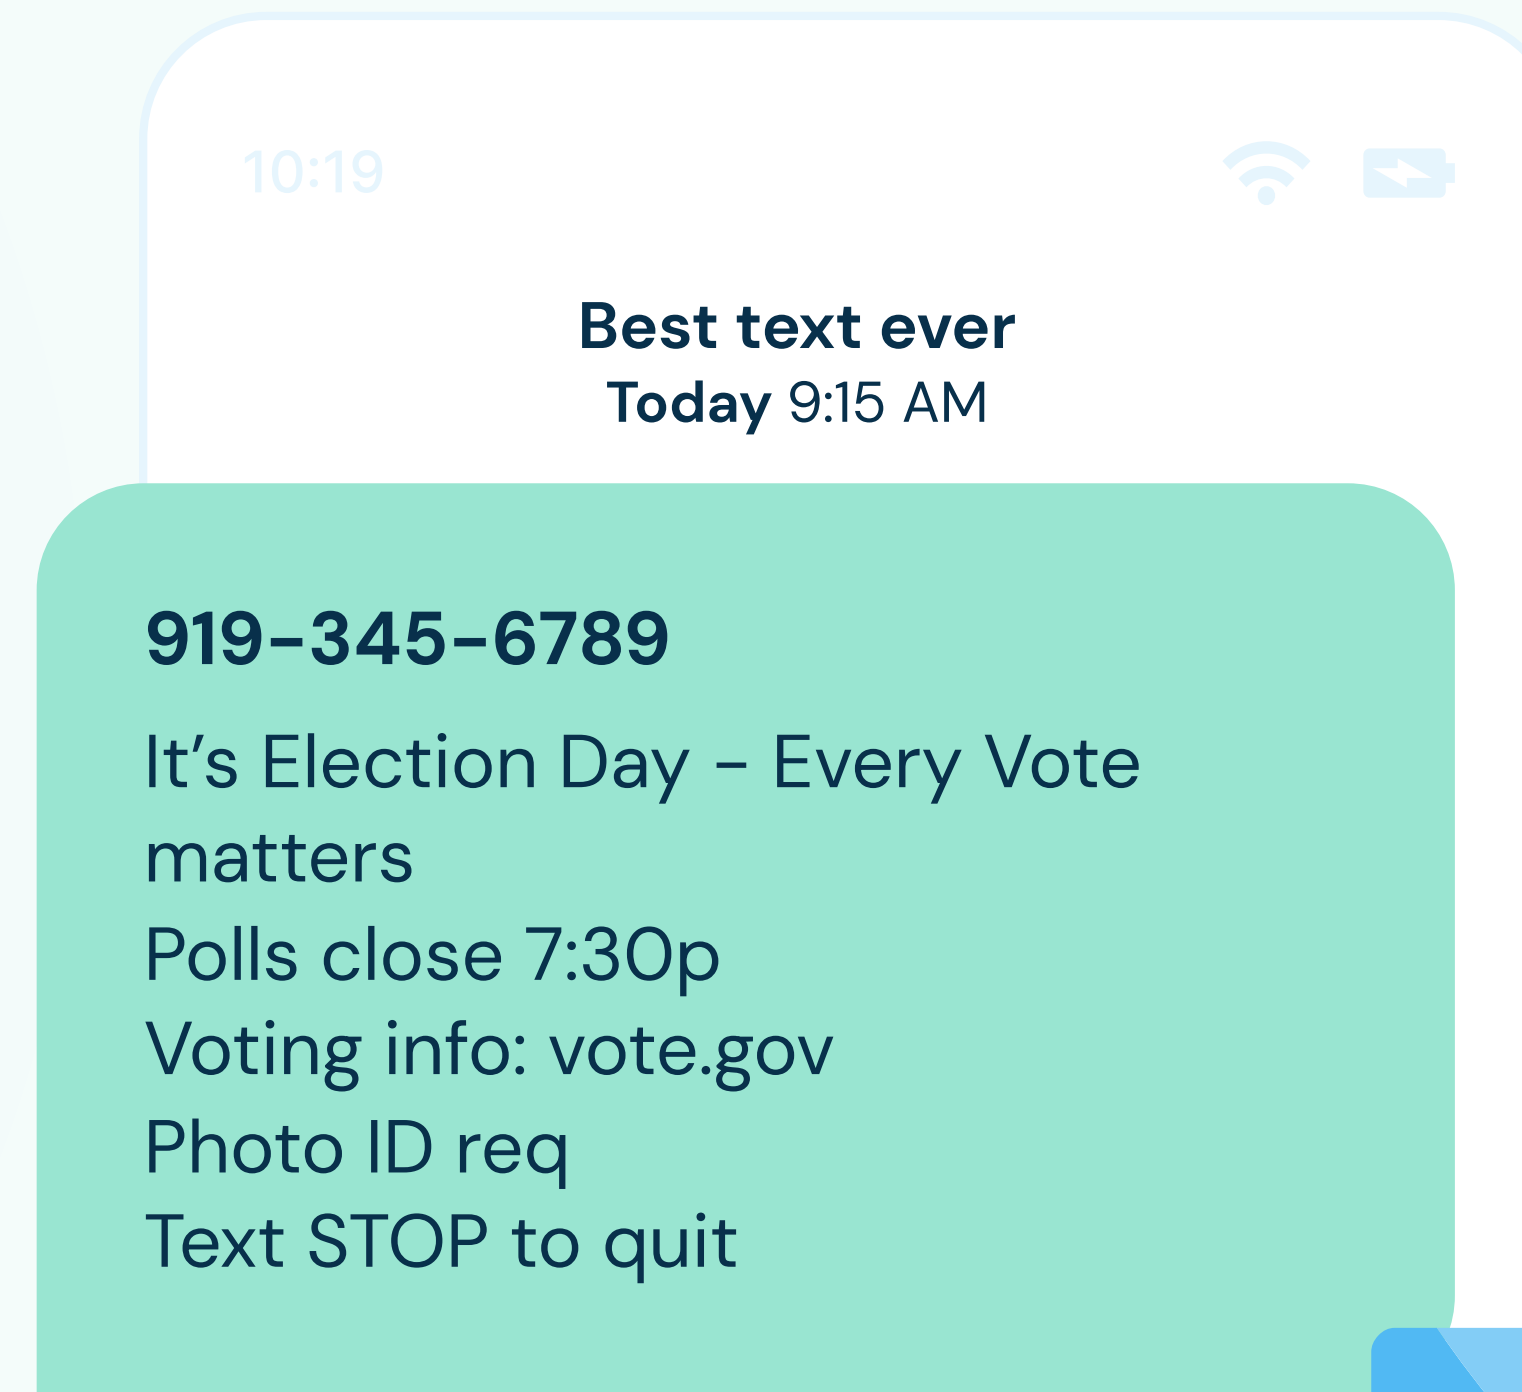 10:19
Best text ever
Today 9:15 AM
919-345-6789
It’s Election Day - Every Vote
matters
Polls close 7:30p
Voting info: vote.gov
Photo ID req
Text STOP to quit